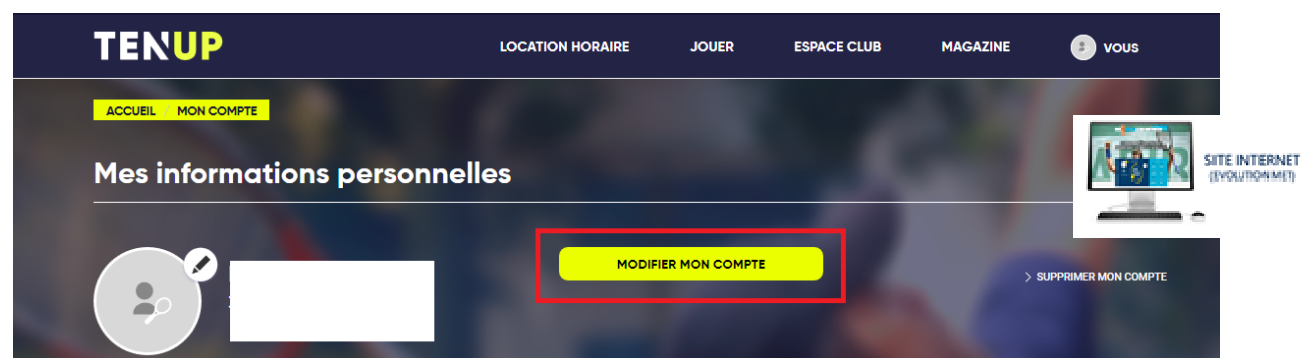 TENUP
LOCATION HORAIRE
JOUER
ESPACE CLUB
MAGAZINE
VOUS
ACCUEIL / MON COMPTE
Mes informations personnelles
SITE INTERNET
(EVOLUTION MET)
MODIFIER MON COMPTE
> SUPPRIMER MON COMPTE